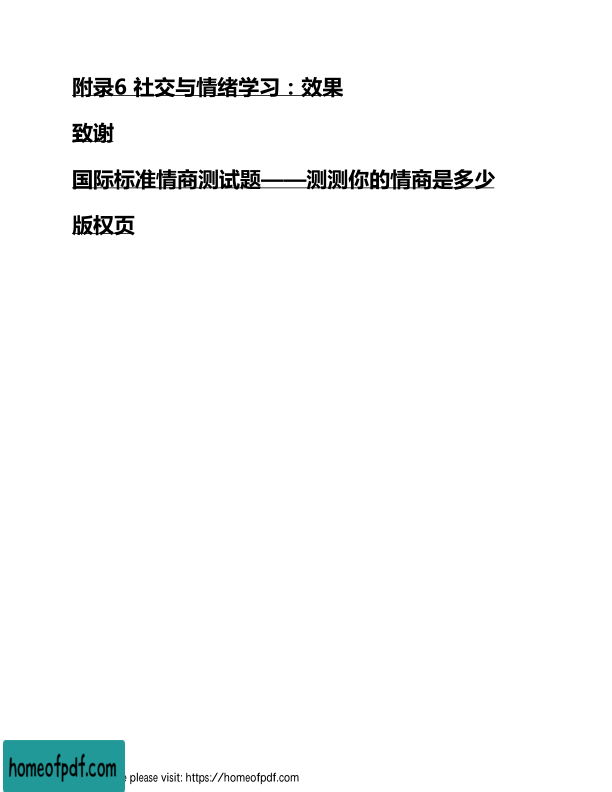 附录6 社交与情绪学习：效果
致谢
国际标准情商测试题——测测你的情商是多少
版权页
homeofpdf.com
please visit: https://homeofpdf.com